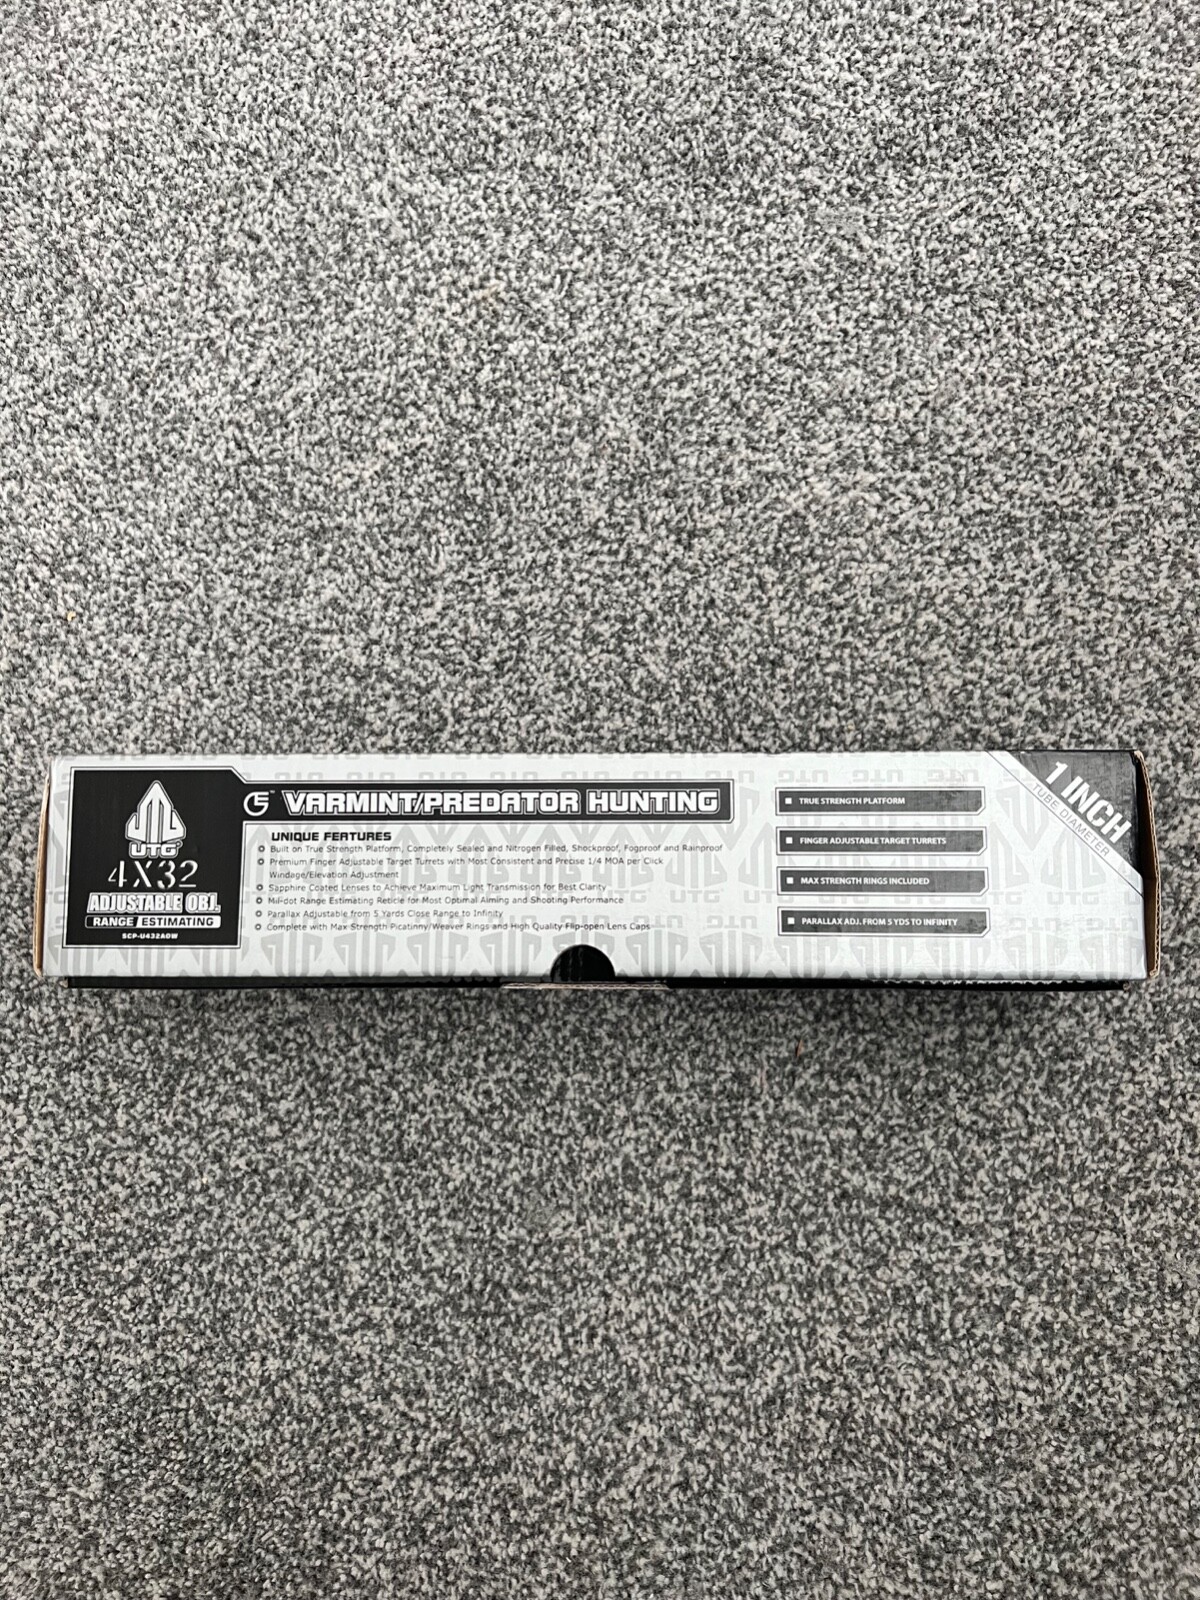 UTG
4X32
ADJUSTABLE OBJ.
RANGE ESTIMATING
SCP-U432AOW
VARMINT/PREDATOR HUNTING
UNIQUE FEATURES
Built on True Strength Platform, Completely Sealed and Nitrogen Filled, Shockproof, Fogproof and Rainproof
Premium Finger Adjustable Target Turrets with Most Consistent and Precise 1/4 MOA per Click
Windage/Elevation Adjustment
Sapphire Coated Lenses to Achieve Maximum Light Transmission for Best Clarity
Mil-dot Range Estimating Reticle for Most Optimal Aiming and Shooting Performance
Parallax Adjustable from 5 Yards Close Range to Infinity
Complete with Max Strength Picatinny/Weaver Rings and High Quality Flip-open Lens Caps
TRUE STRENGTH PLATFORM
FINGER ADJUSTABLE TARGET TURRETS
MAX STRENGTH RINGS INCLUDED
PARALLAX ADJ. FROM 5 YDS TO INFINITY
1 INCH
TUBE DIAMETER